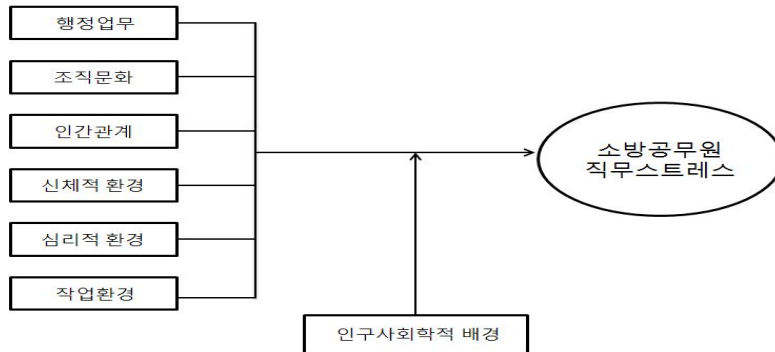 행정업무
조직문화
인간관계
신체적 환경
심리적 환경
작업환경
소방공무원
직무스트레스
인구사회학적 배경